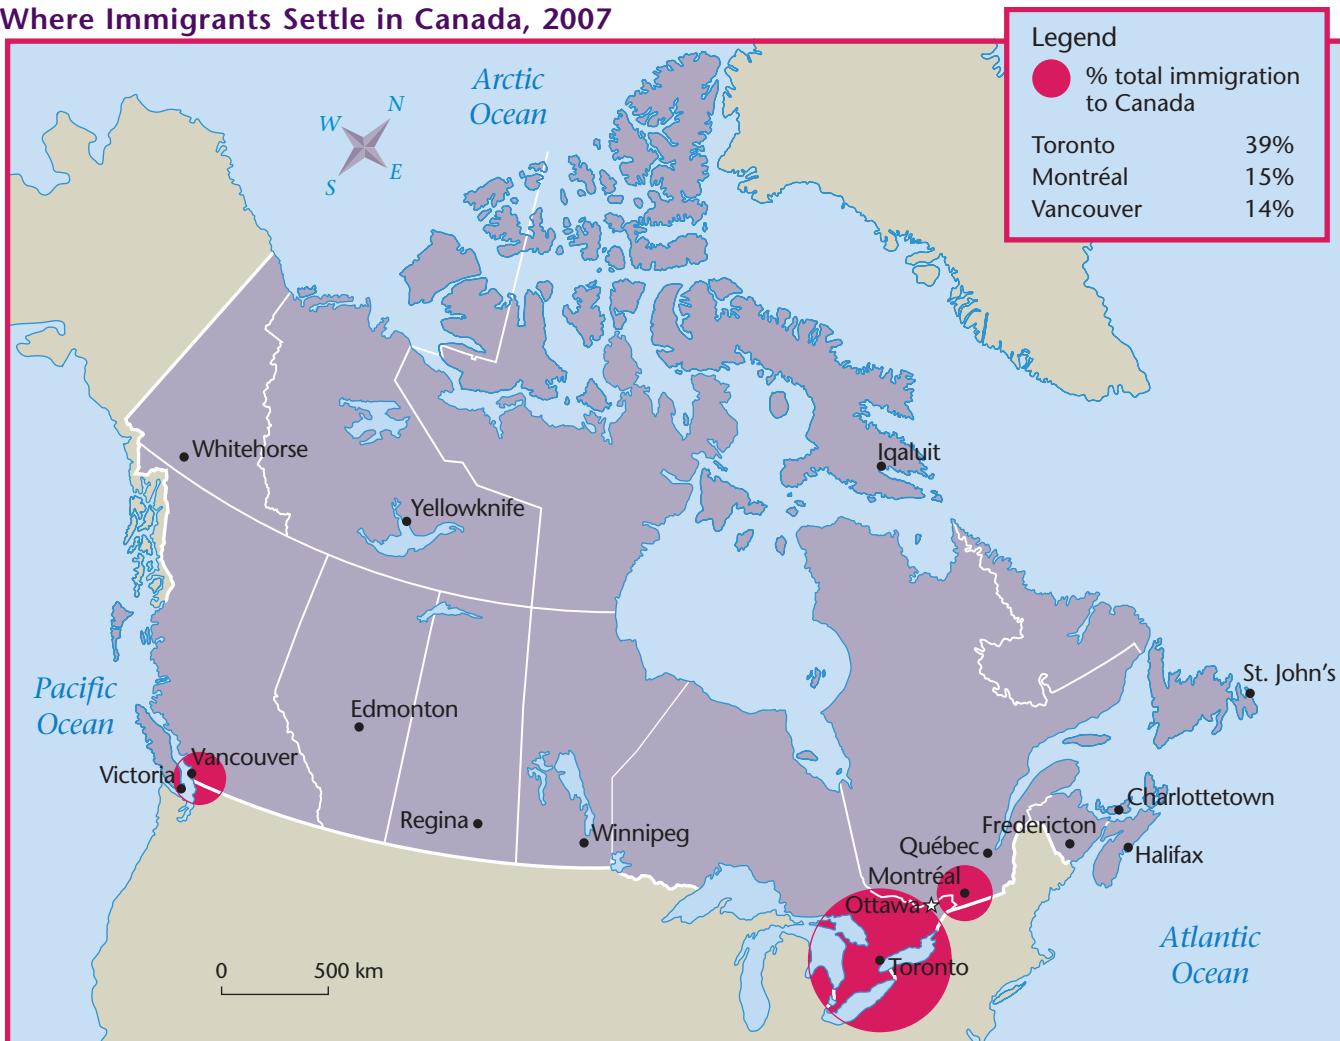 Where Immigrants Settle in Canada, 2007
Legend
% total immigration
to Canada
Toronto 39%
Montréal 15%
Vancouver 14%
Arctic
Ocean
N
W
E
S
Whitehorse
Iqaluit
Yellowknife
Pacific
Ocean
St. John's
Edmonton
Vancouver
Victoria
Charlottetown
Regina
Winnipeg
Fredericton
Québec
Halifax
Montréal
Ottawa
Toronto
Atlantic
Ocean
0 500 km